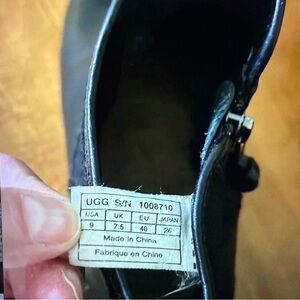 UGG S/N 1008710
USA UK EU JAPAN
9 7.5 40 26
Made in China
Fabrique en Chine